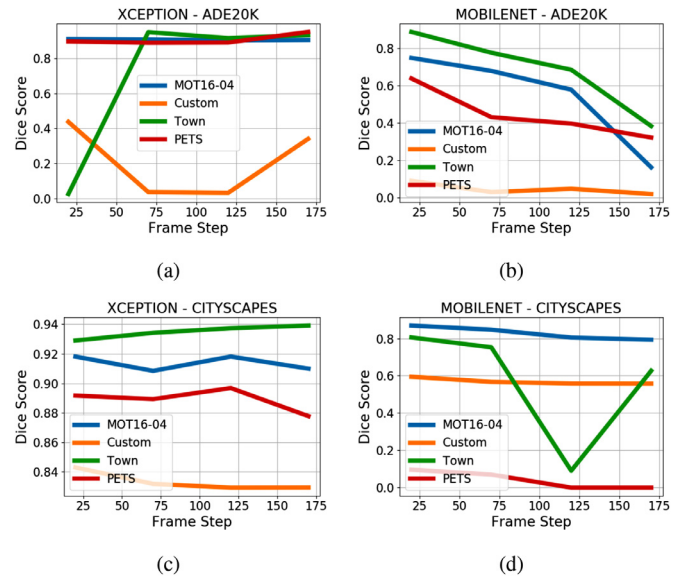 XCEPTION - ADE20K
Dice Score
0.8
0.6
0.4
0.2
0.0
MOT16-04
Custom
Town
PETS
25 50 75 100 125 150 175
Frame Step
(a)
MOBILENET - ADE20K
Dice Score
0.8
0.6
0.4
0.2
0.0
MOT16-04
Custom
Town
PETS
25 50 75 100 125 150 175
Frame Step
(b)
XCEPTION - CITYSCAPES
Dice Score
0.94
0.92
0.90
0.88
0.86
0.84
MOT16-04
Custom
Town
PETS
25 50 75 100 125 150 175
Frame Step
(c)
MOBILENET - CITYSCAPES
Dice Score
0.8
0.6
0.4
0.2
0.0
MOT16-04
Custom
Town
PETS
25 50 75 100 125 150 175
Frame Step
(d)